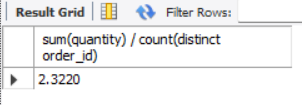 Result Grid Filter Rows:
sum(quantity) / count(distinct
order_id)
2.3220